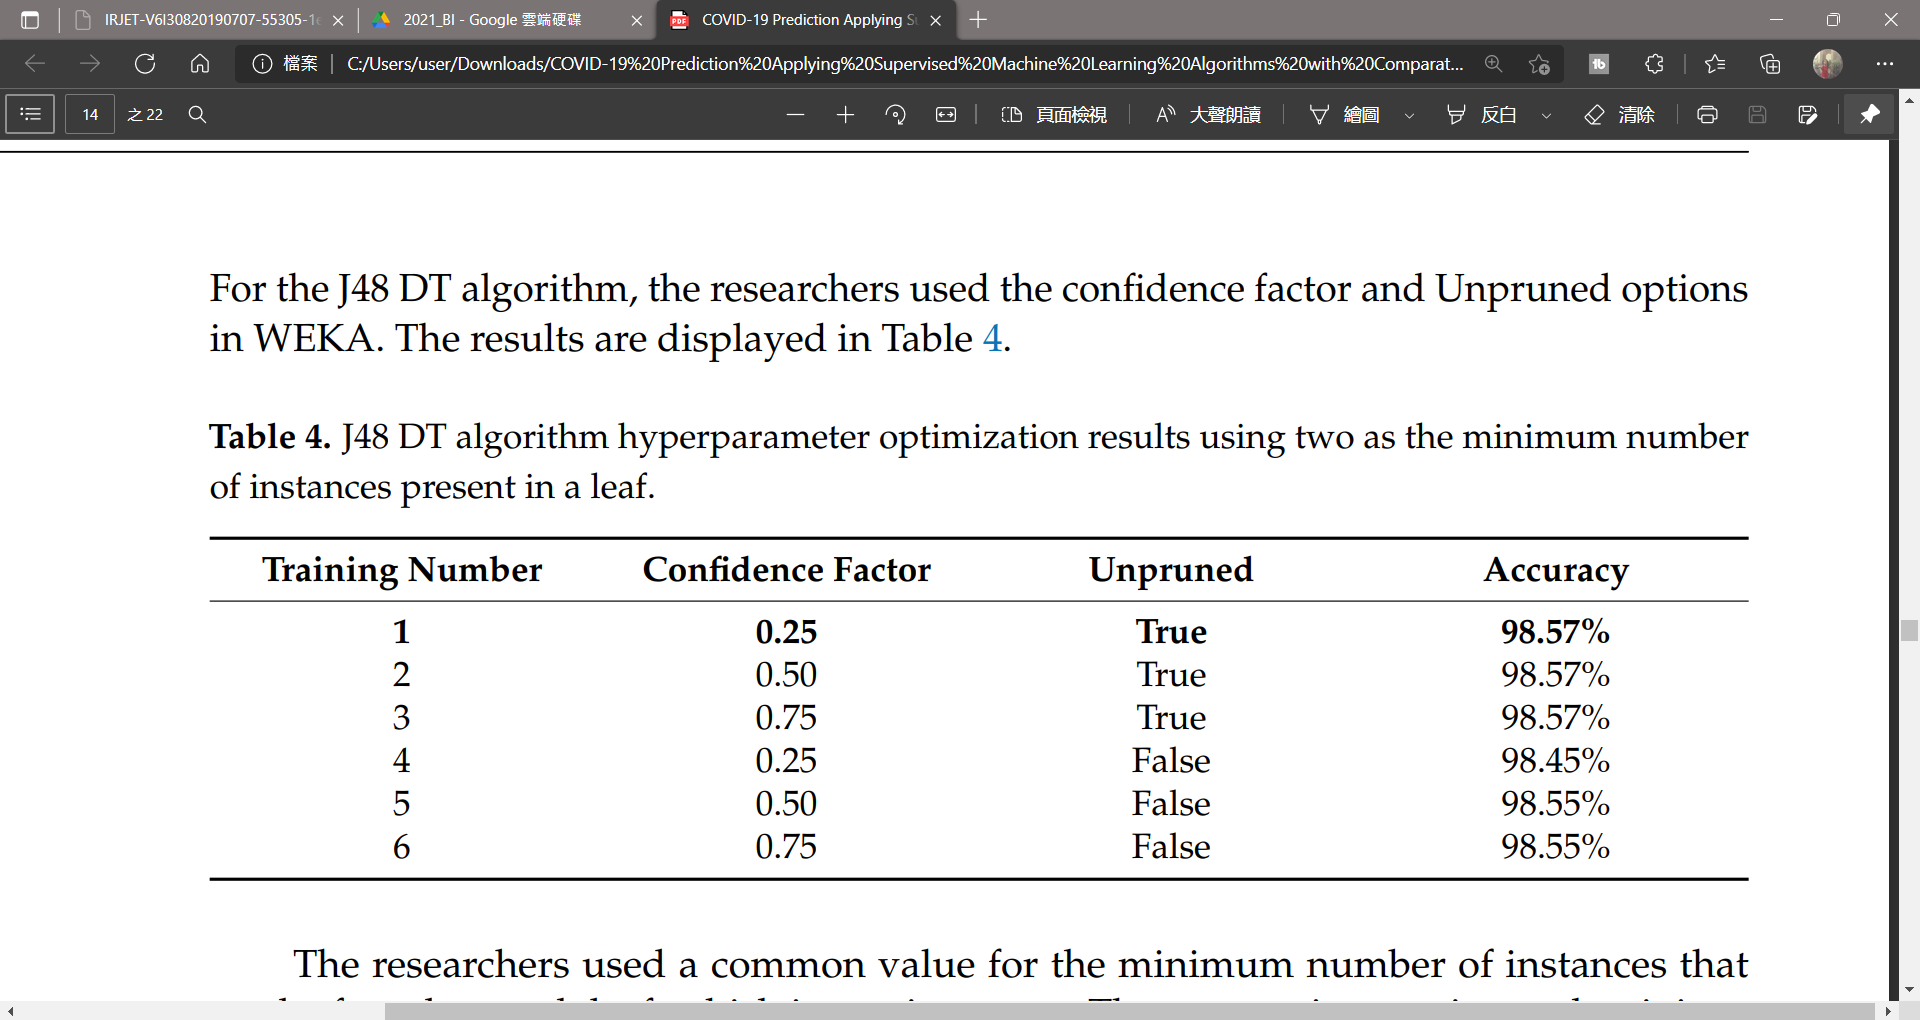 IRJET-V6I30820190707-55305-1
2021_BI - Google 雲端硬碟
PDF COVID-19 Prediction Applying S
檔案 C:/Users/user/Downloads/COVID-19%20Prediction%20Applying%20Supervised%20Machine%20Learning%20Algorithms%20with%20Comparat...
14 之 22 頁面檢視 大聲朗讀 繪圖 反白 清除
For the J48 DT algorithm, the researchers used the confidence factor and Unpruned options
in WEKA. The results are displayed in Table 4.
Table 4. J48 DT algorithm hyperparameter optimization results using two as the minimum number
of instances present in a leaf.
Training Number Confidence Factor Unpruned Accuracy
1 0.25 True 98.57%
2 0.50 True 98.57%
3 0.75 True 98.57%
4 0.25 False 98.45%
5 0.50 False 98.55%
6 0.75 False 98.55%
The researchers used a common value for the minimum number of instances that